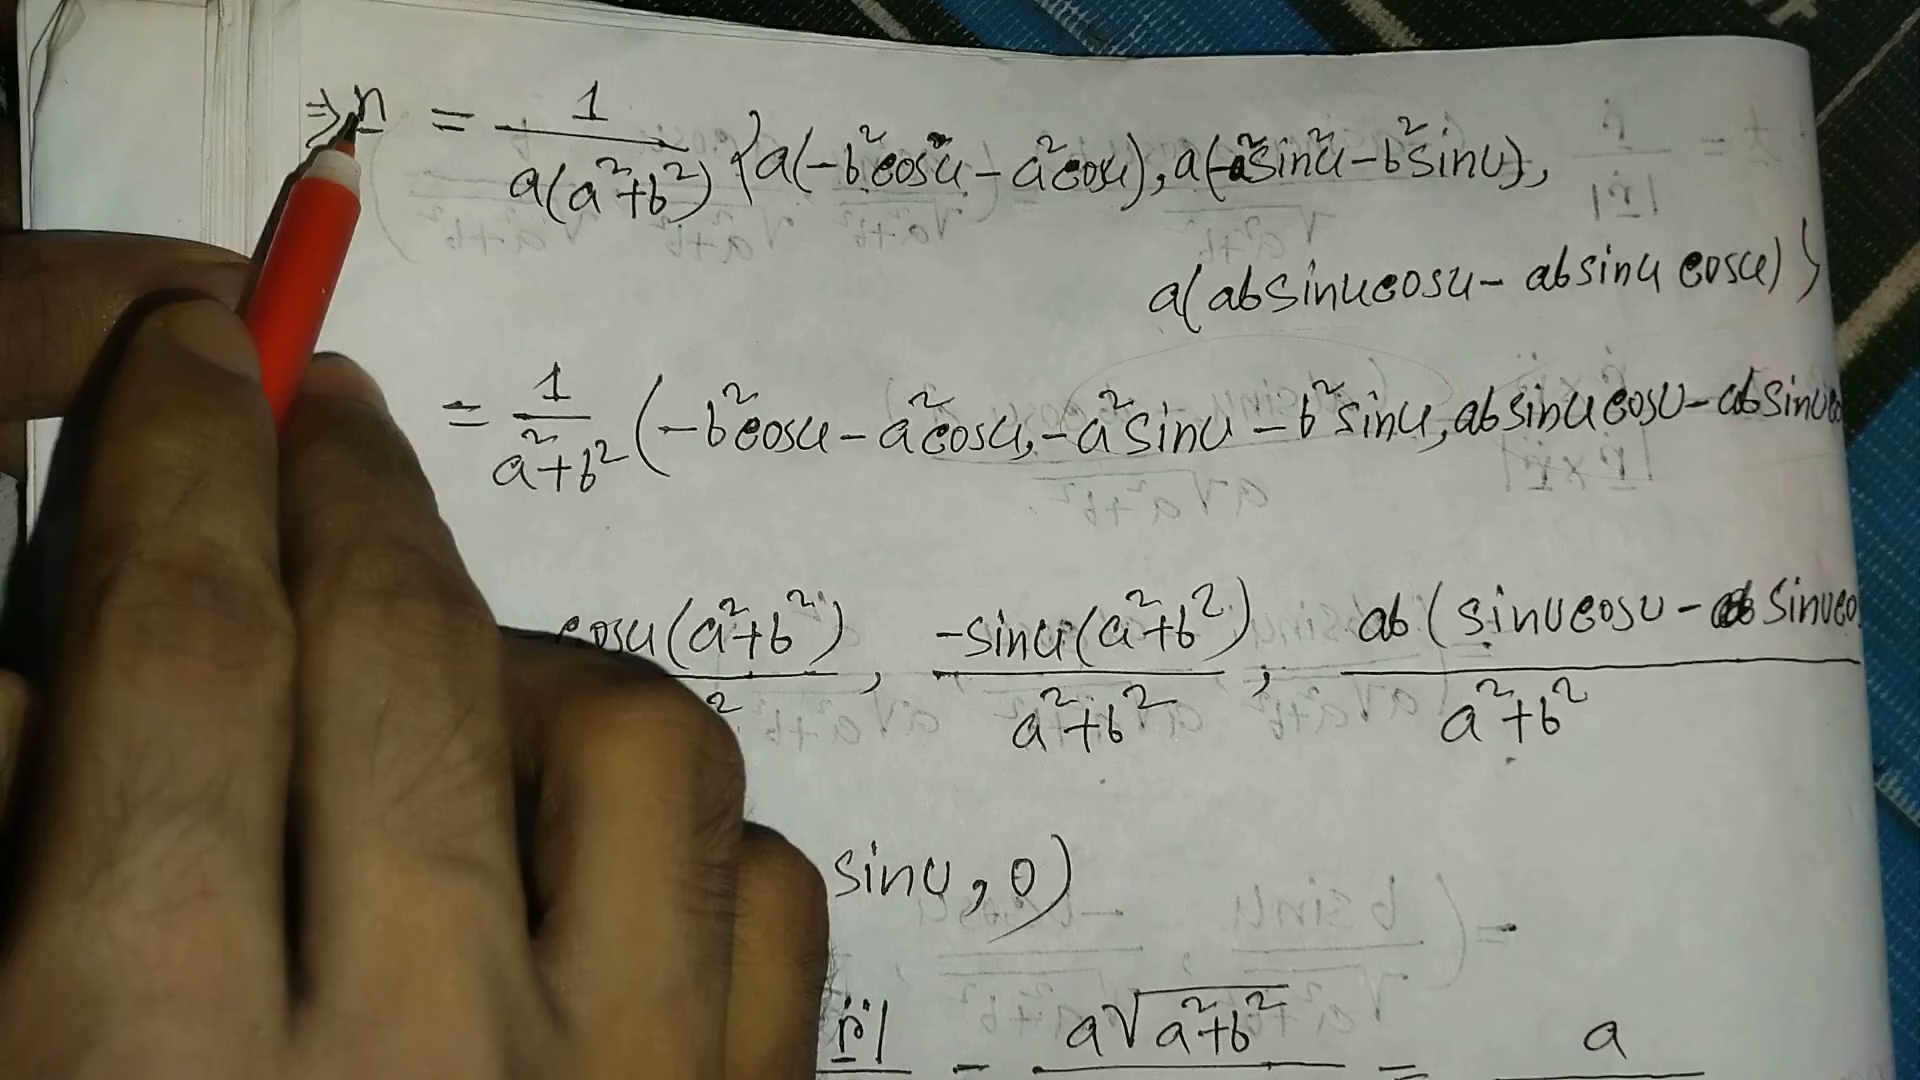 ⇒ n = 1/(a(a²+b²)) {a(-b²cosu - a²cosu), a(-a²sinu - b²sinu),
a(absinucosu - absinu cosu)}
= 1/(a²+b²) (-b²cosu - a²cosu, -a²sinu - b²sinu, absinucosu - absinu
cosu(a²+b²), -sinu(a²+b²)/(a²+b²), ab(sinucosu - sinuco/(a²+b²)
sinu, 0)
r̈| = a√(a²+b²) = a